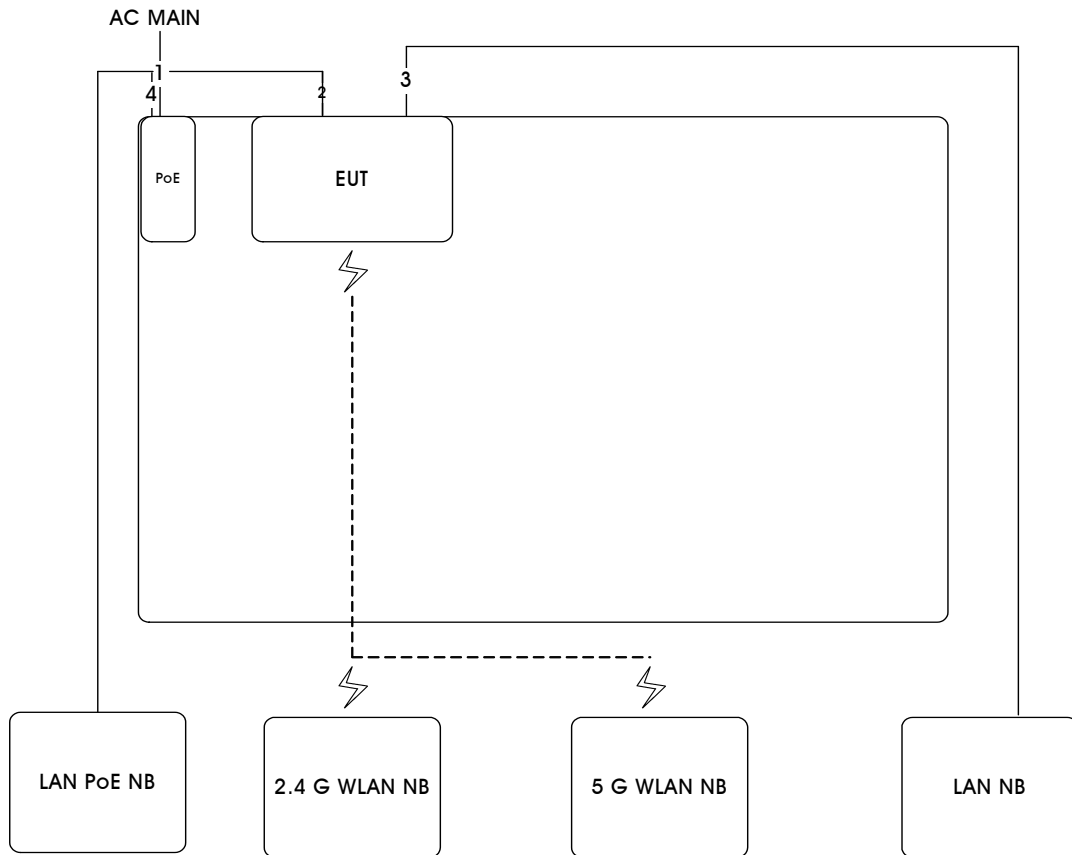 AC MAIN
1
3
4
2
PoE
EUT
LAN PoE NB
2.4 G WLAN NB
5 G WLAN NB
LAN NB